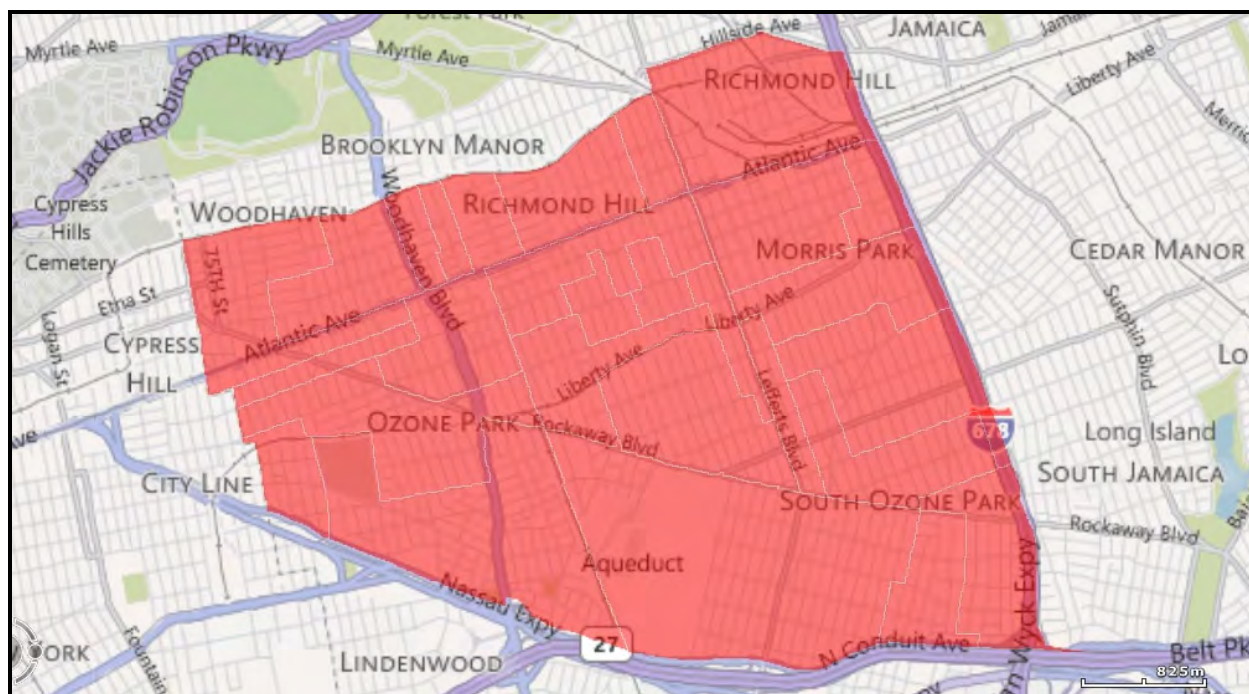 Forest Park
Hillside Ave
JAMAICA
Myrtle Ave
Jackie Robinson Pkwy
Myrtle Ave
RICHMOND HILL
Liberty Ave
BROOKLYN MANOR
Atlantic Ave
Cypress
Hills
Cemetery
WOODHAVEN
Woodhaven Blvd
RICHMOND HILL
MORRIS PARK
CEDAR MANOR
75TH St
Etna St
Logan St
Atlantic Ave
Liberty Ave
Sutphin Blvd
CYPRESS
HILL
Liberty Ave
Lefferts Blvd
OZONE PARK
Rockaway Blvd
678
Long Island
CITY LINE
SOUTH JAMAICA
SOUTH OZONE PARK
Rockaway Blvd
Aqueduct
Nassau Expy
Van Wyck Expy
27
N Conduit Ave
LINDENWOOD
Belt Pk
825m